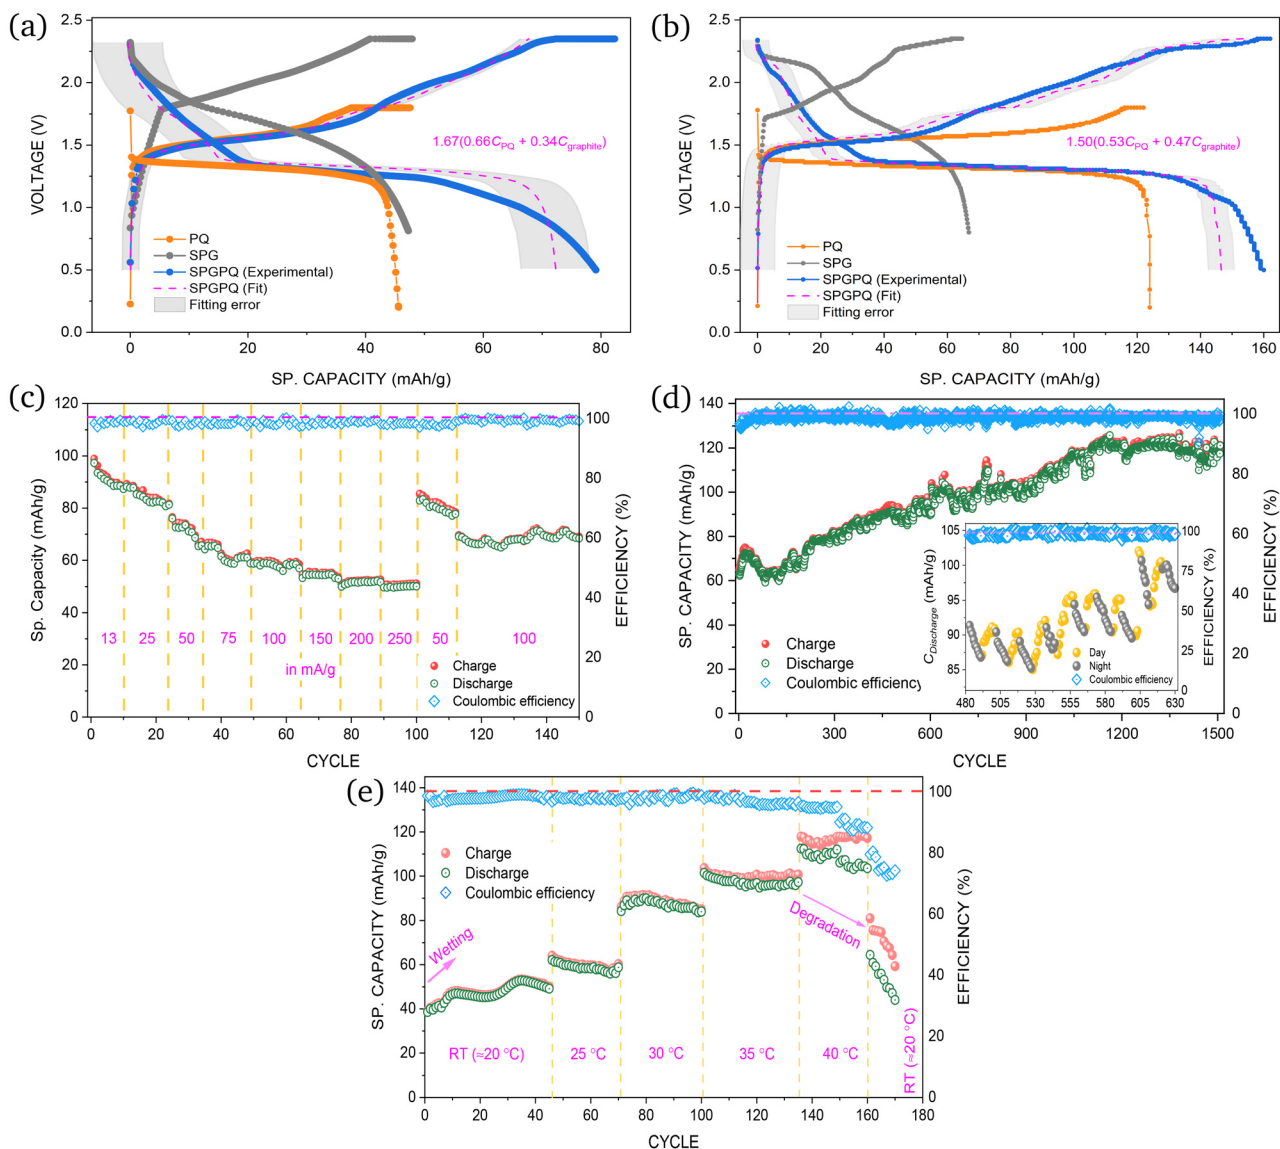 (a)
2.5
2.0
1.5
1.0
0.5
0.0
VOLTAGE (V)
1.67(0.66CPQ + 0.34Cgraphite)
PQ
SPG
SPGPQ (Experimental)
SPGPQ (Fit)
Fitting error
0 20 40 60 80
SP. CAPACITY (mAh/g)
(b)
2.5
2.0
1.5
1.0
0.5
0.0
VOLTAGE (V)
1.50(0.53CPQ + 0.47Cgraphite)
PQ
SPG
SPGPQ (Experimental)
SPGPQ (Fit)
Fitting error
0 20 40 60 80 100 120 140 160
SP. CAPACITY (mAh/g)
(c)
120
100
80
60
40
20
0
Sp. Capacity (mAh/g)
13 25 50 75 100 150 200 250 50 100
in mA/g
Charge
Discharge
Coulombic efficiency
100
80
60
40
20
0
EFFICIENCY (%)
0 20 40 60 80 100 120 140
CYCLE
(d)
140
120
100
80
60
40
20
0
SP. CAPACITY (mAh/g)
Charge
Discharge
Coulombic efficiency
105
100
95
90
85
CDischarge (mAh/g)
Day
Night
Coulombic efficiency
100
75
50
25
0
EFFICIENCY (%)
480 505 530 555 580 605 630
100
80
60
40
20
0
EFFICIENCY (%)
0 300 600 900 1200 1500
CYCLE
(e)
140
120
100
80
60
40
20
0
SP. CAPACITY (mAh/g)
Charge
Discharge
Coulombic efficiency
Wetting
Degradation
RT (≈20 °C) 25 °C 30 °C 35 °C 40 °C RT (≈20 °C)
100
80
60
40
20
0
EFFICIENCY (%)
0 20 40 60 80 100 120 140 160 180
CYCLE